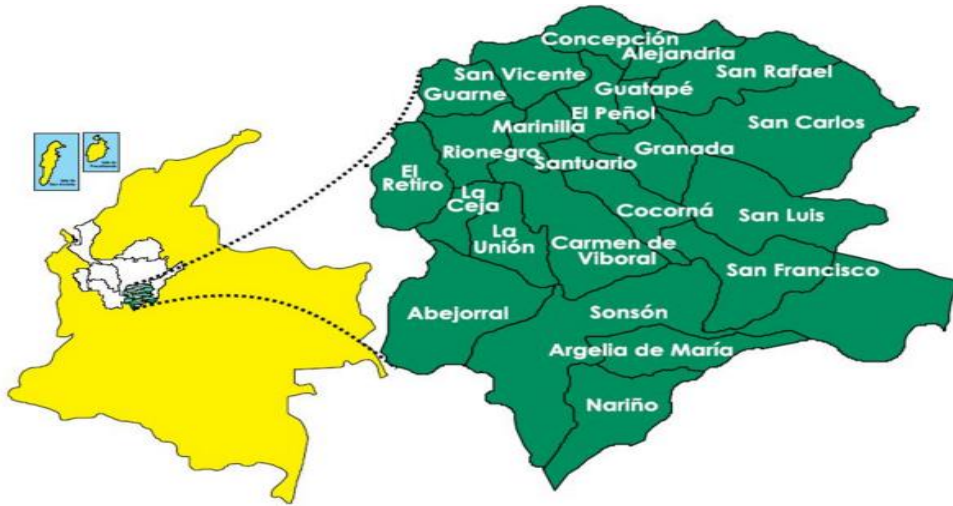 Concepción
Alejandria
San Vicente
San Rafael
Guarne
Guatapé
El Peñol
San Carlos
Marinilla
Rionegro
Santuario
Granada
El
Retiro
La
Ceja
Cocorná
San Luis
La
Unión
Carmen de
Viboral
San Francisco
Abejorral
Sonsón
Argelia de María
Nariño